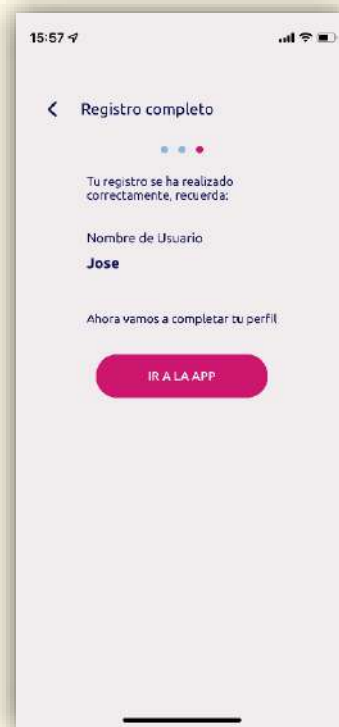 15:57
Registro completo
Tu registro se ha realizado
correctamente, recuerda:
Nombre de Usuario
Jose
Ahora vamos a completar tu perfil
IR A LA APP